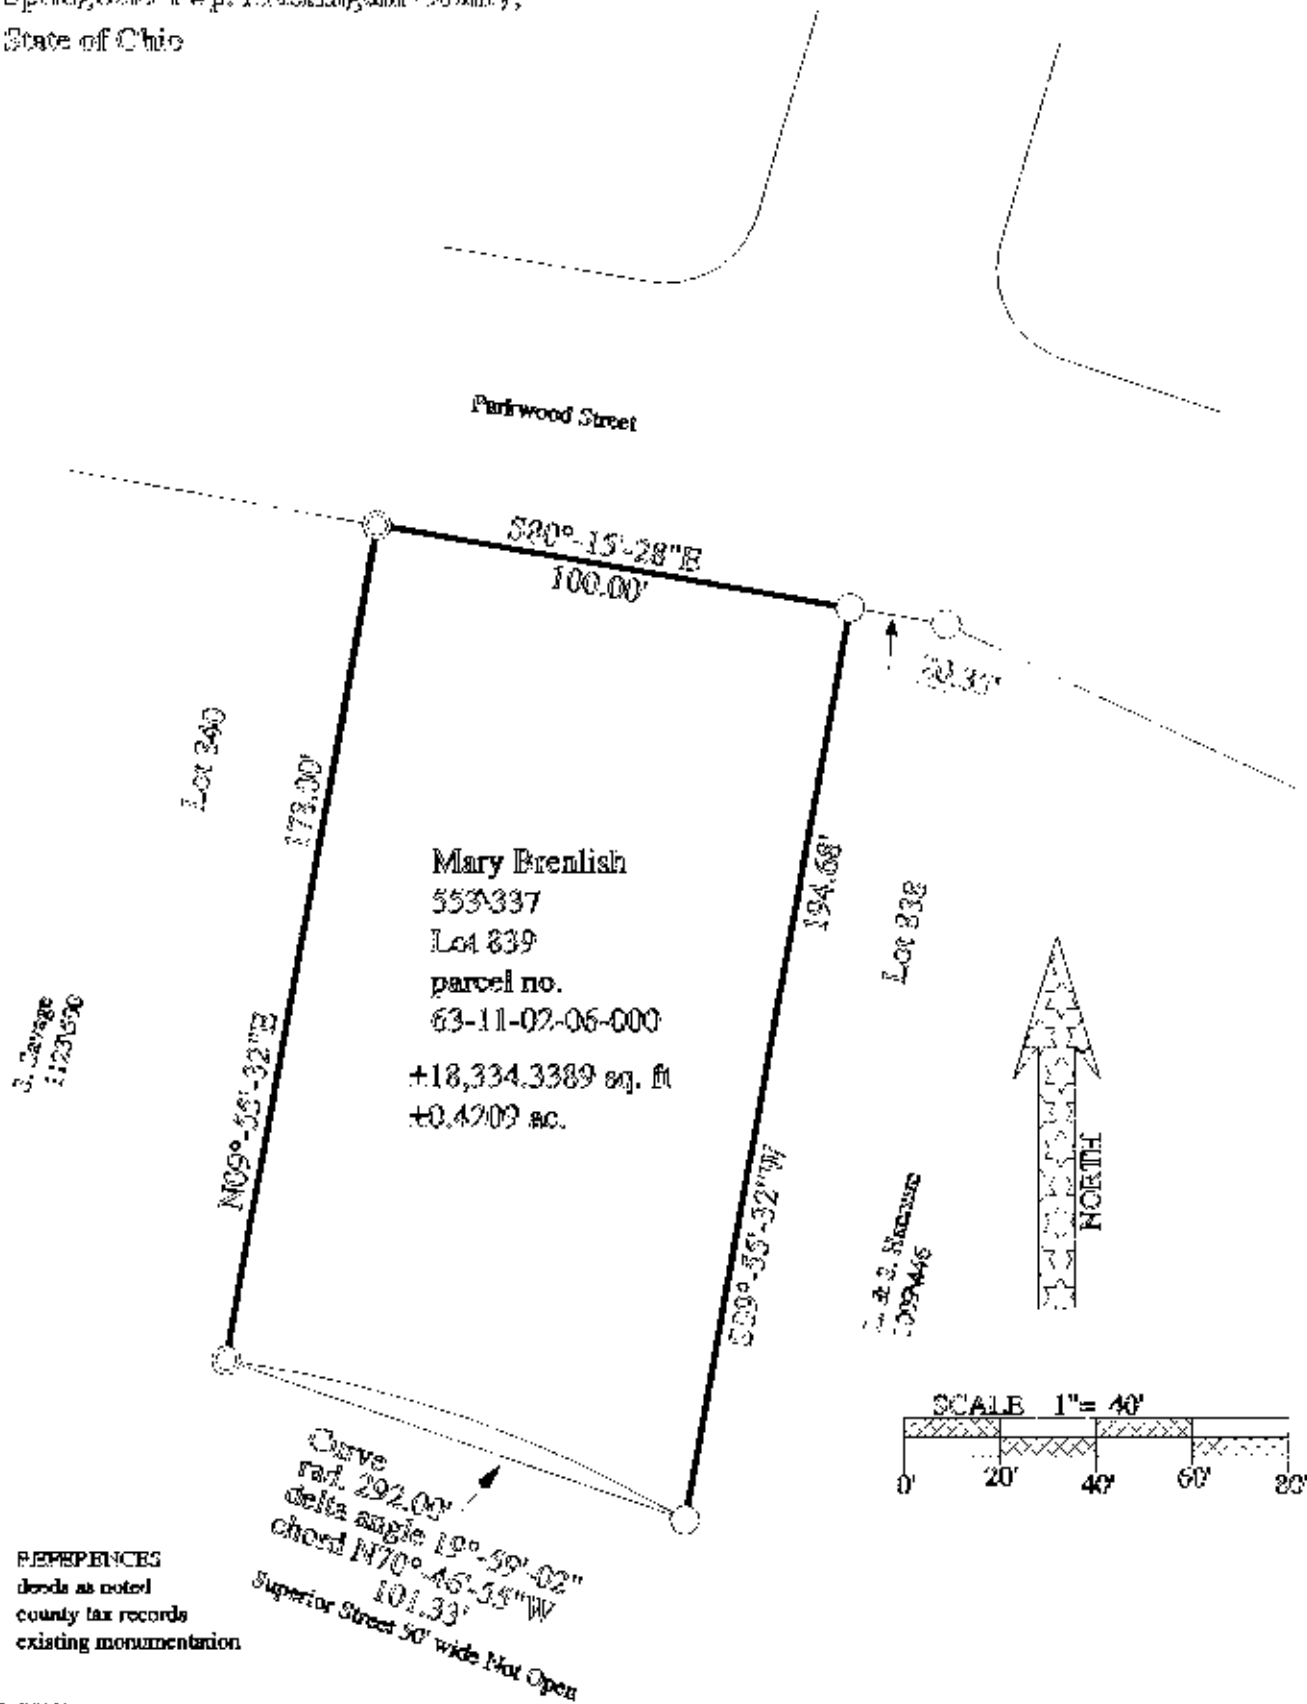 State of Ohio
Parkwood Street
S80°-15'-28"E
100.00'
Lot 840
178.00'
N09°-55'-32"E
S. Savage
Mary Brenlish
553\337
Lot 839
parcel no.
63-11-02-06-000
±18,334.3389 sq. ft
±0.4209 ac.
194.68'
S09°-55'-32"W
Lot 838
NORTH
SCALE 1"= 40'
0' 20' 40' 60' 80'
Curve
rad. 292.00'
delta angle 19°-59'-02"
chord N70°-46'-35"W
101.33'
Superior Street 50' wide Not Open
REFERENCES
deeds as noted
county tax records
existing monumentation